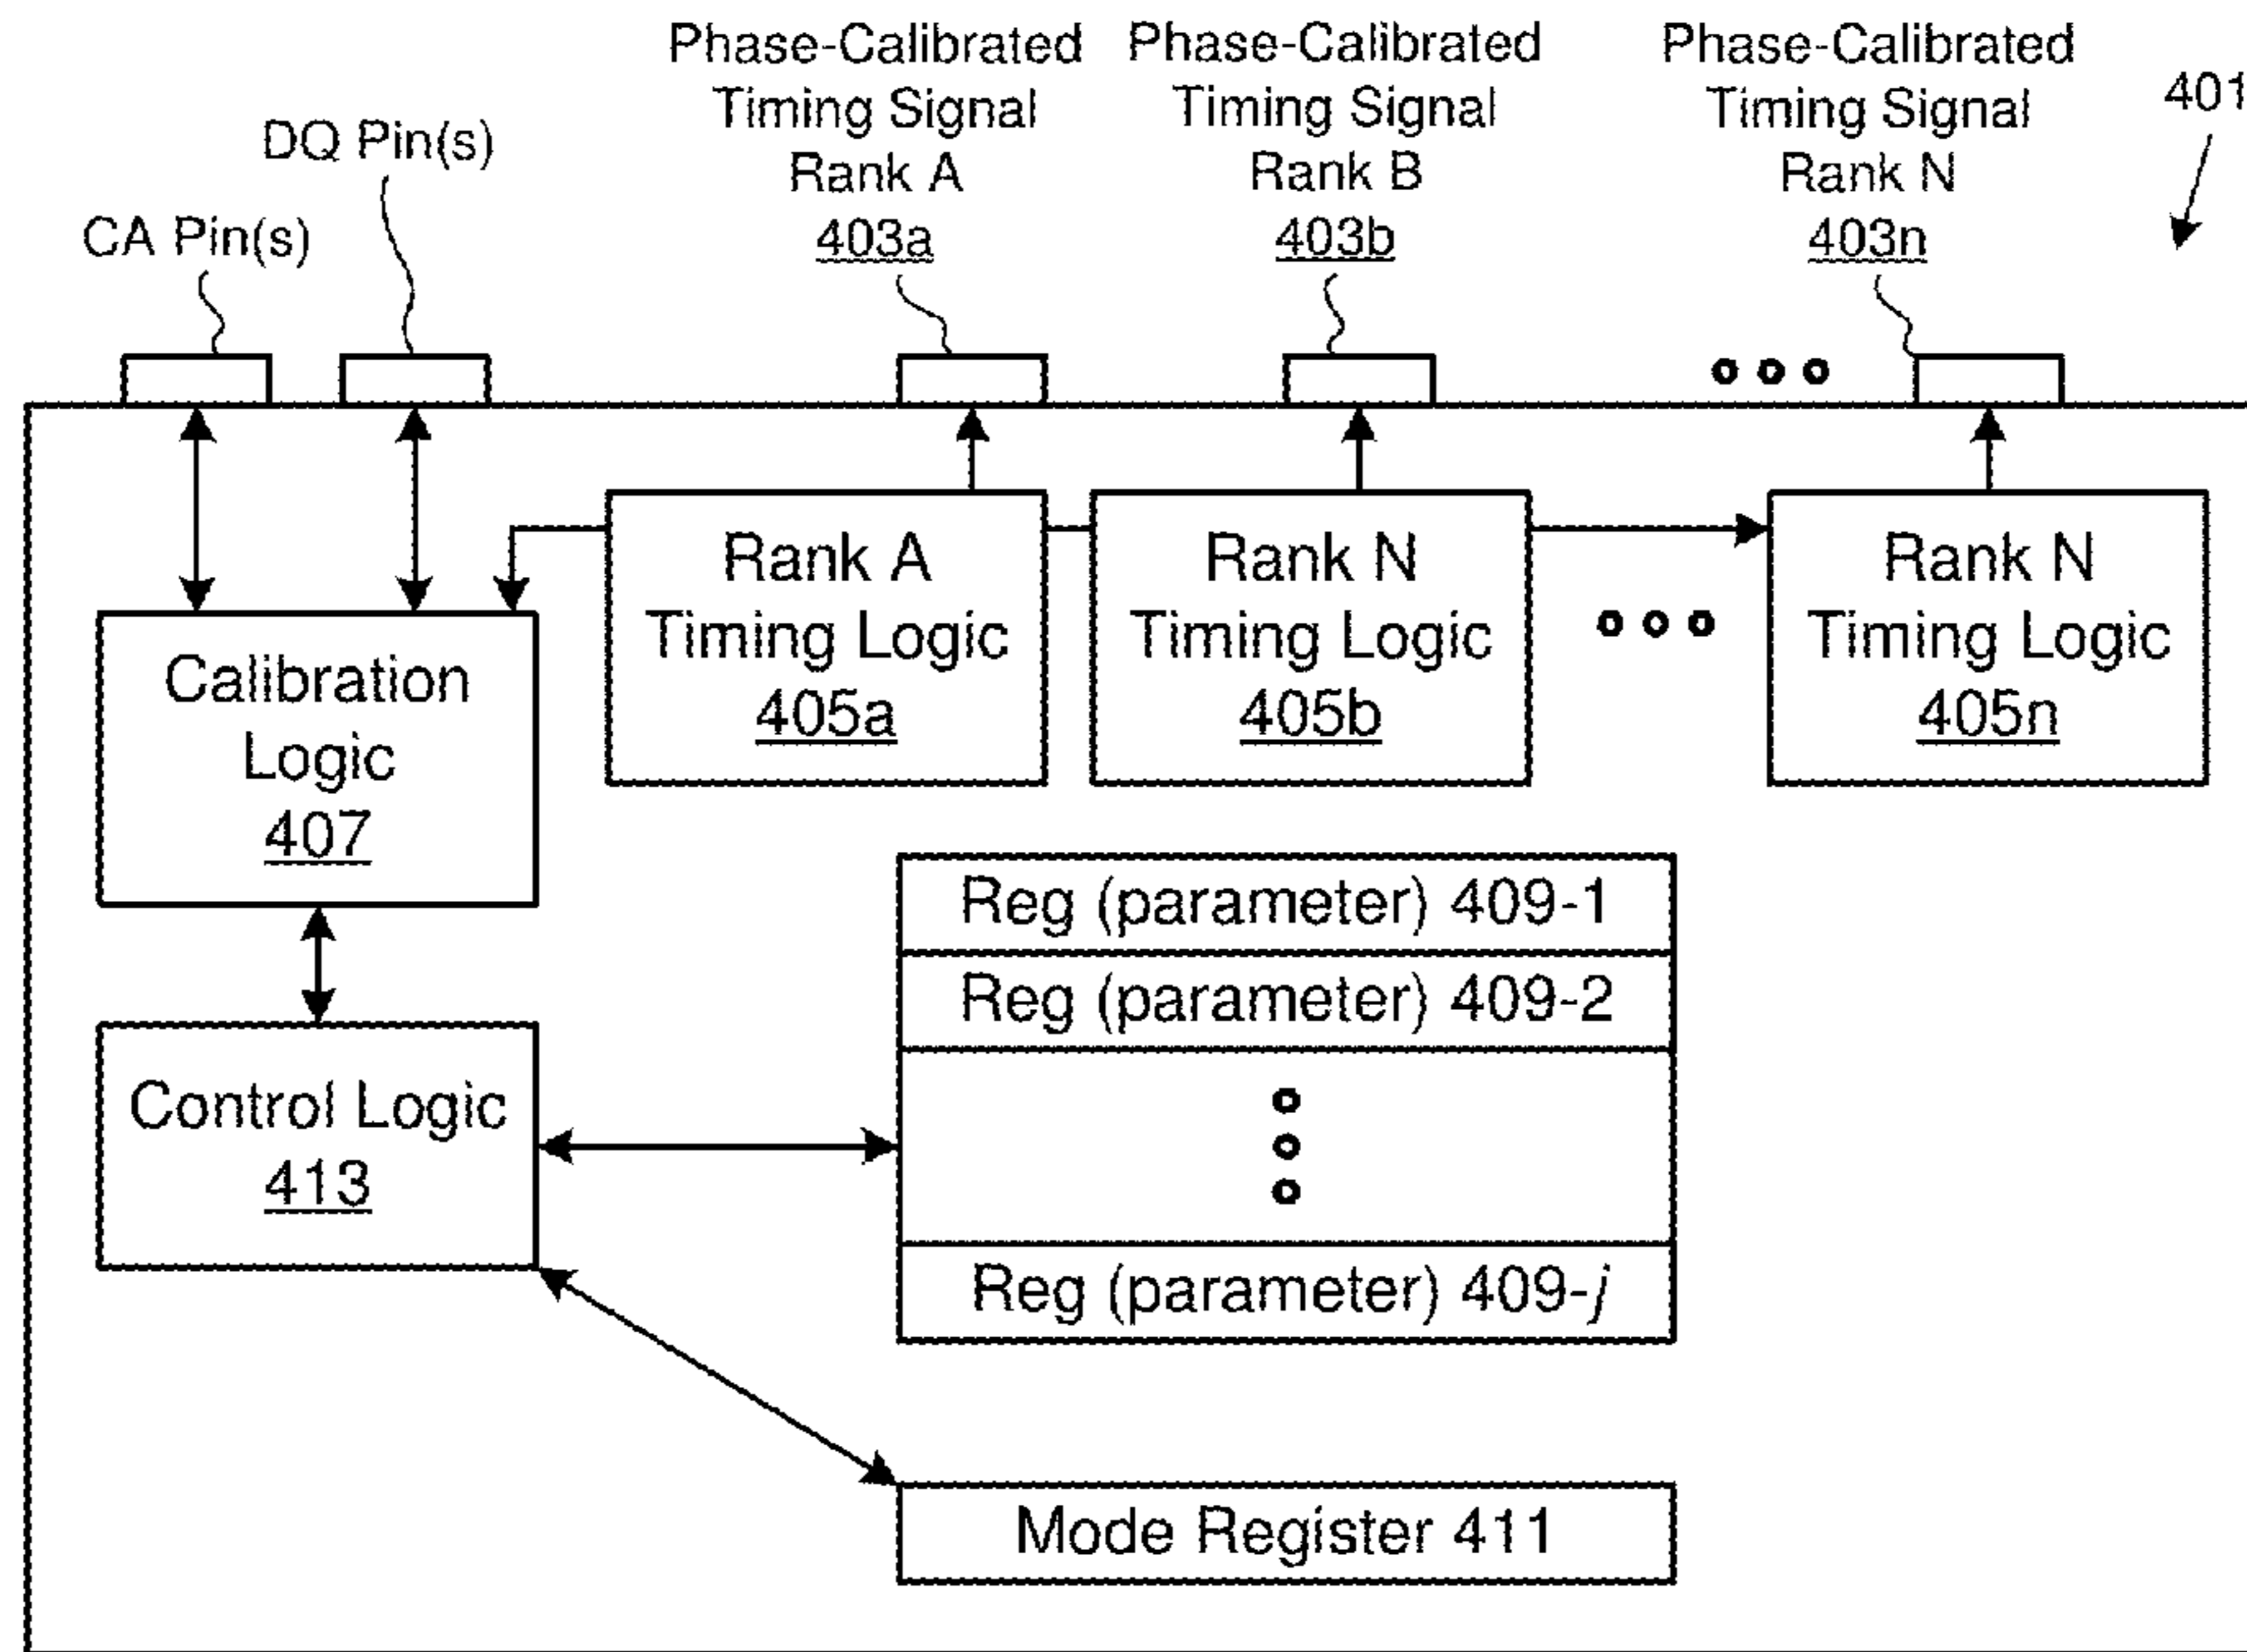 Phase-Calibrated
Timing Signal
Rank A
403a
Phase-Calibrated
Timing Signal
Rank B
403b
Phase-Calibrated
Timing Signal
Rank N
403n
401
DQ Pin(s)
CA Pin(s)
Rank A
Timing Logic
405a
Rank N
Timing Logic
405b
Rank N
Timing Logic
405n
Calibration
Logic
407
Reg (parameter) 409-1
Reg (parameter) 409-2
Control Logic
413
Reg (parameter) 409-j
Mode Register 411